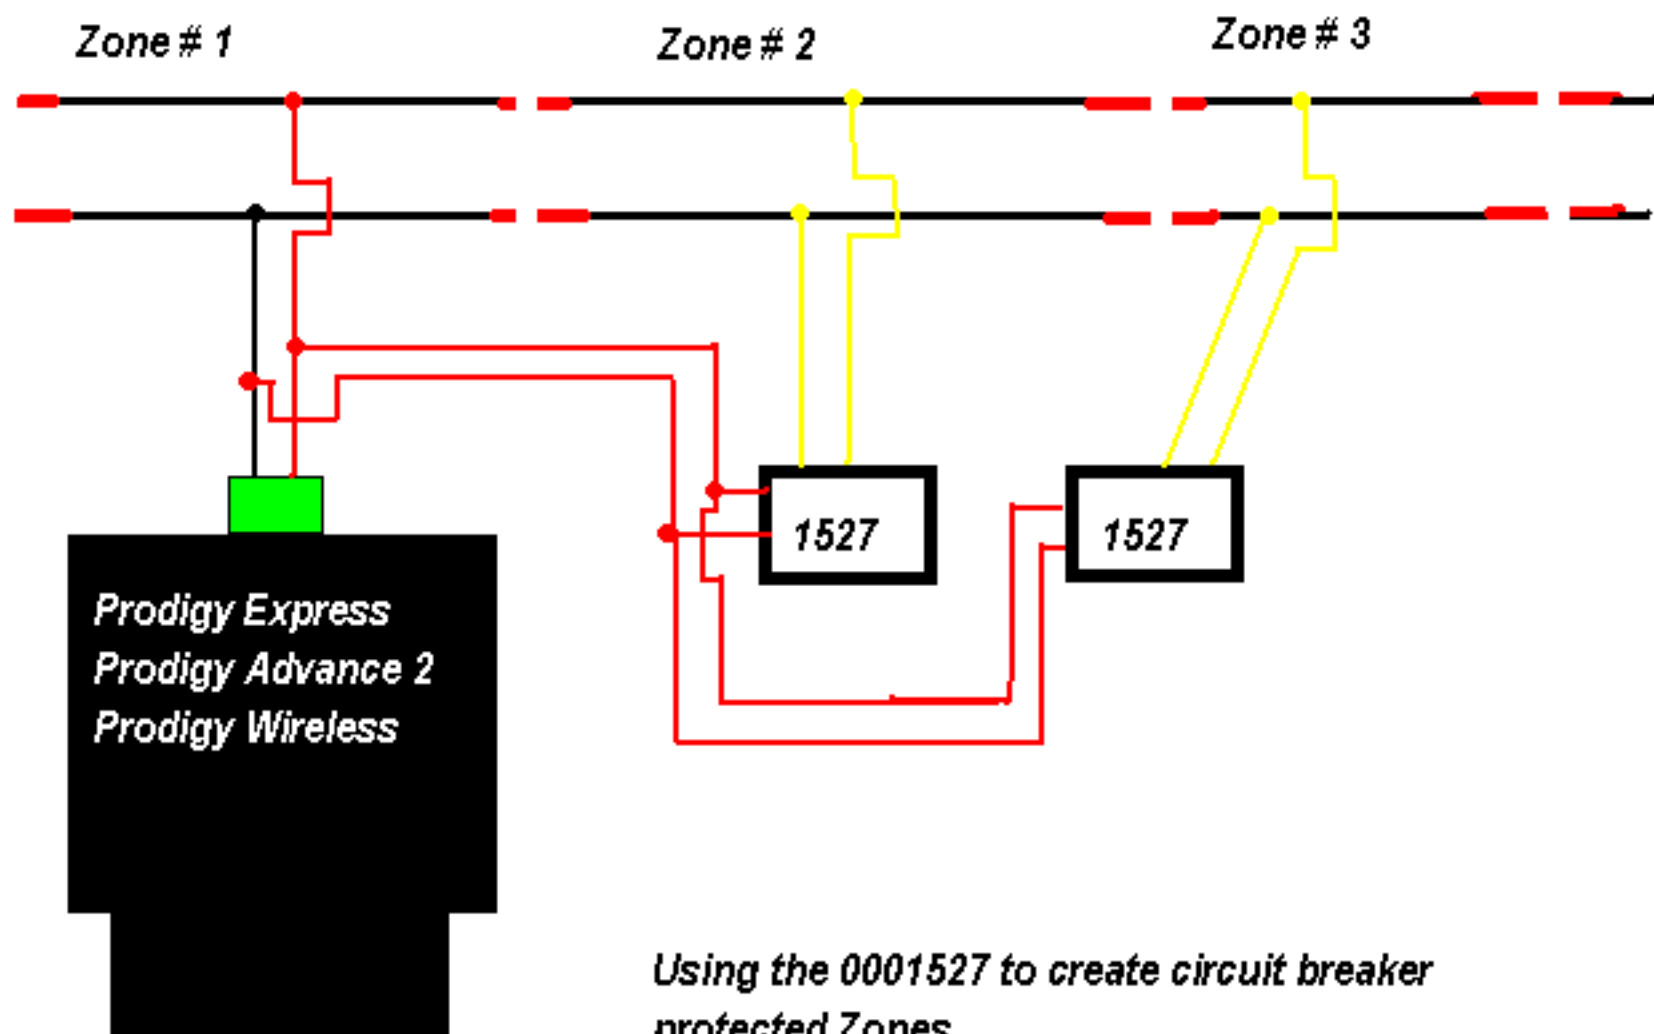 Zone # 1
Zone # 2
Zone # 3
1527
1527
Prodigy Express
Prodigy Advance 2
Prodigy Wireless
Using the 0001527 to create circuit breaker
protected Zones